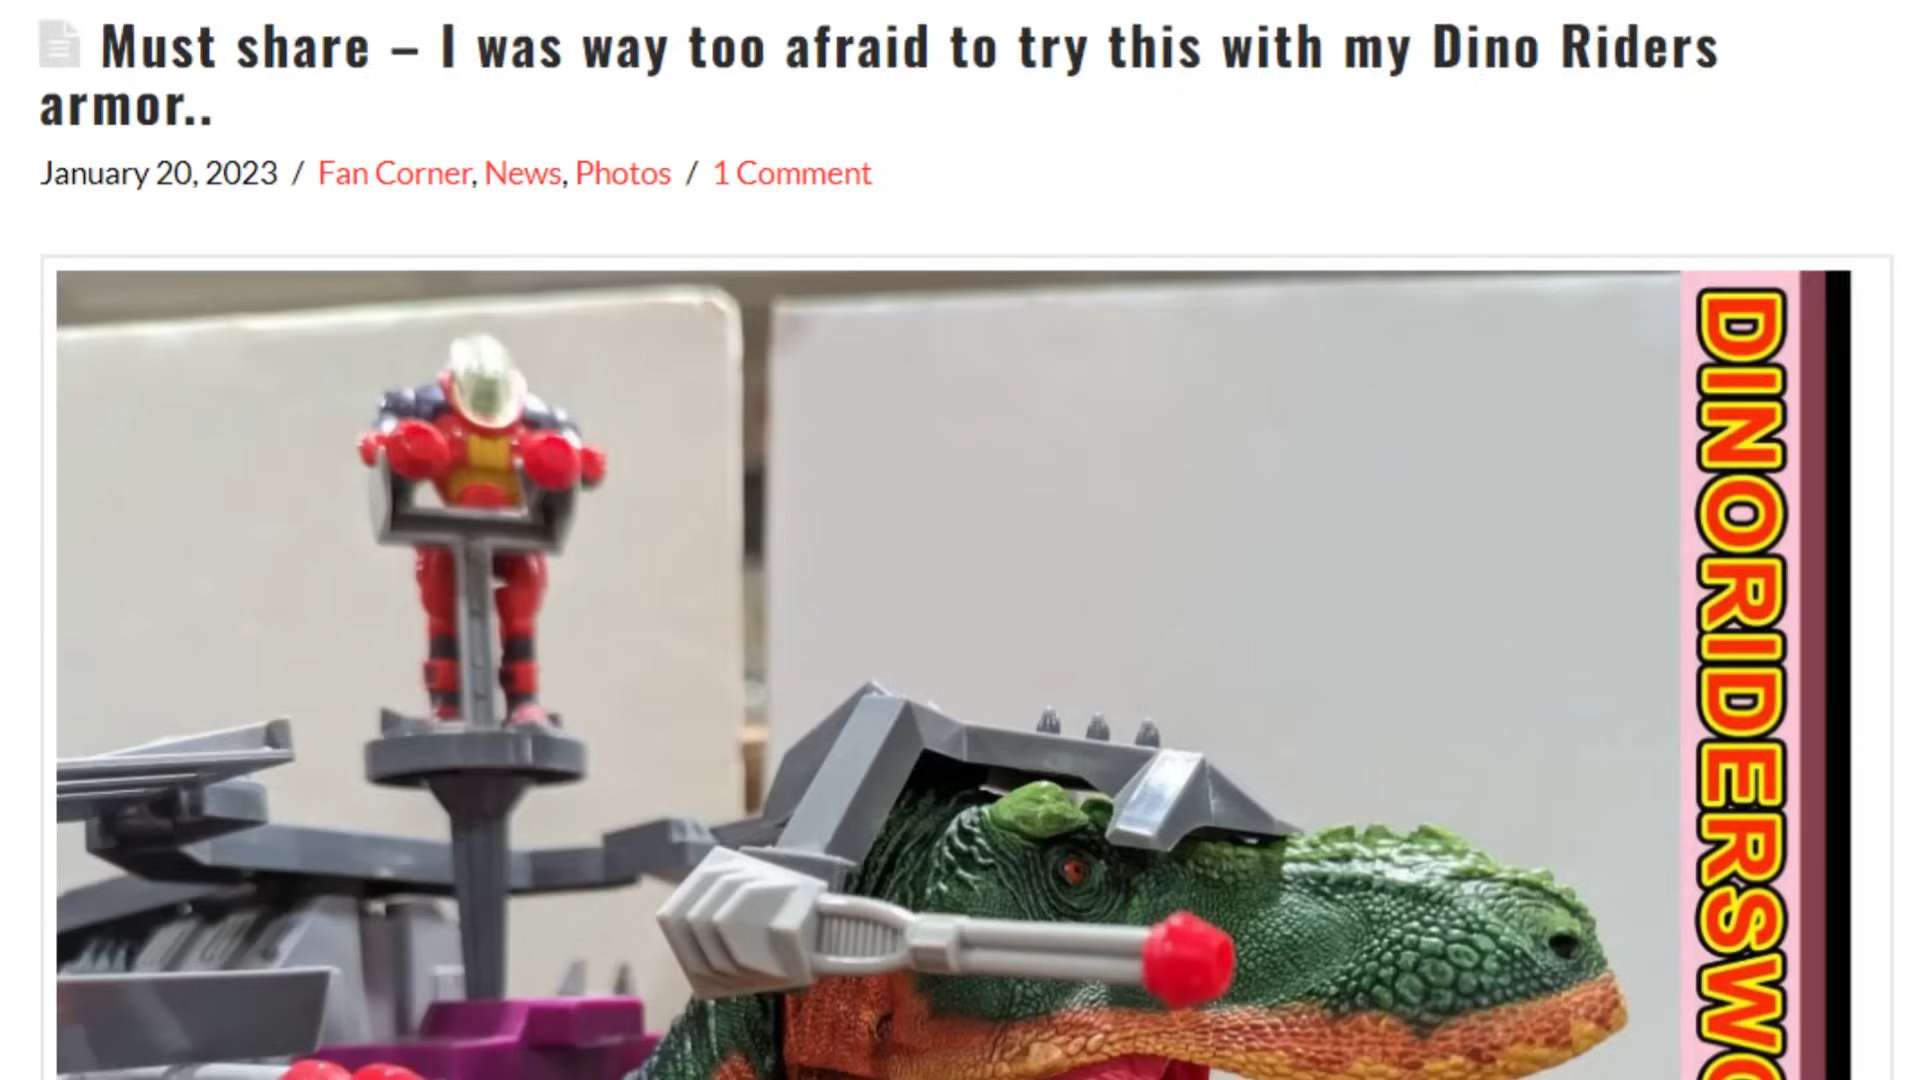 Must share – I was way too afraid to try this with my Dino Riders
armor..
January 20, 2023 / Fan Corner, News, Photos / 1 Comment
DINORIDERSWO